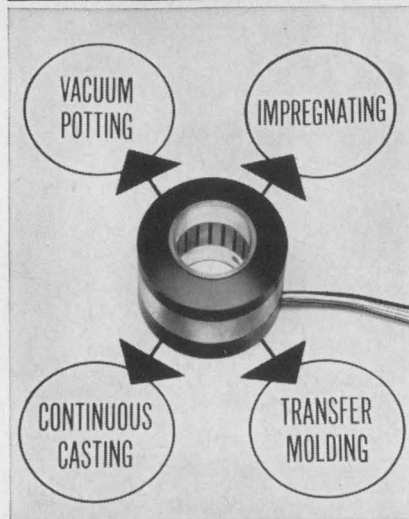 VACUUM
POTTING
IMPREGNATING
CONTINUOUS
CASTING
TRANSFER
MOLDING